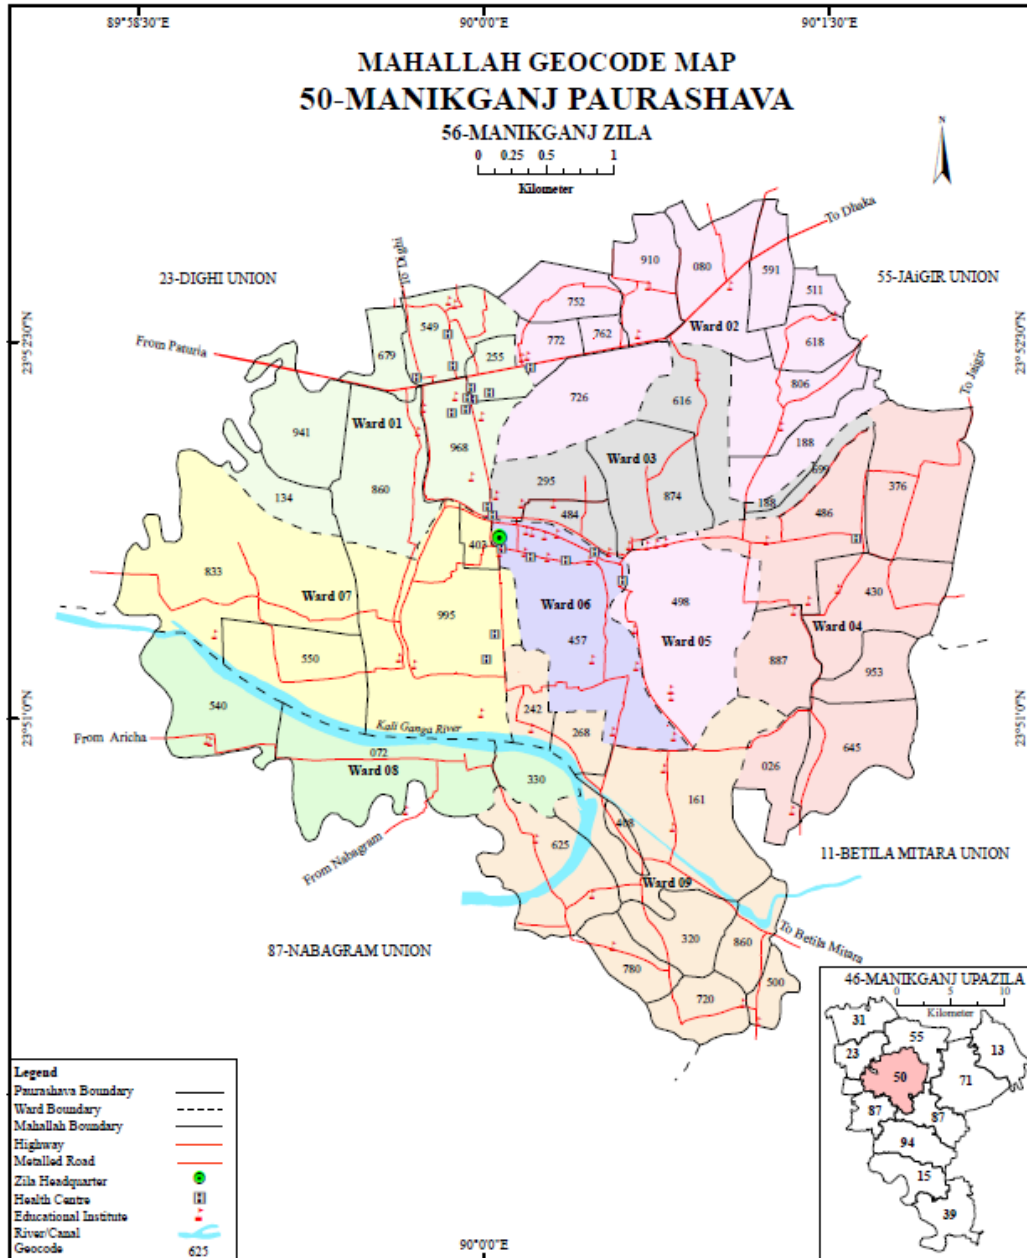 89°58'30"E
90°0'0"E
90°1'30"E
MAHALLAH GEOCODE MAP
50-MANIKGANJ PAURASHAVA
56-MANIKGANJ ZILA
0 0.25 0.5 1
Kilometer
N
To Dhaka
To Dighi
23-DIGHI UNION
55-JAiGIR UNION
910
080
591
511
752
549
772
762
Ward 02
618
23°52'30"N
23°52'30"N
From Paturia
679
255
To Jaigir
806
726
616
941
Ward 01
968
188
Ward 03
699
295
376
134
860
874
188
484
486
403
833
Ward 07
995
Ward 06
498
430
457
Ward 05
Ward 04
550
887
953
540
242
23°51'0"N
23°51'0"N
Kali Ganga River
268
From Aricha
072
645
Ward 08
330
026
161
408
625
From Nabagram
11-BETILA MITARA UNION
Ward 09
To Betila Mitara
87-NABAGRAM UNION
320
860
780
500
720
46-MANIKGANJ UPAZILA
0 5 10
Kilometer
31
55
13
23
50
71
87
87
94
15
39
Legend
Paurashava Boundary
Ward Boundary
Mahallah Boundary
Highway
Metalled Road
Zila Headquarter
Health Centre
H
Educational Institute
River/Canal
Geocode 625
90°0'0"E